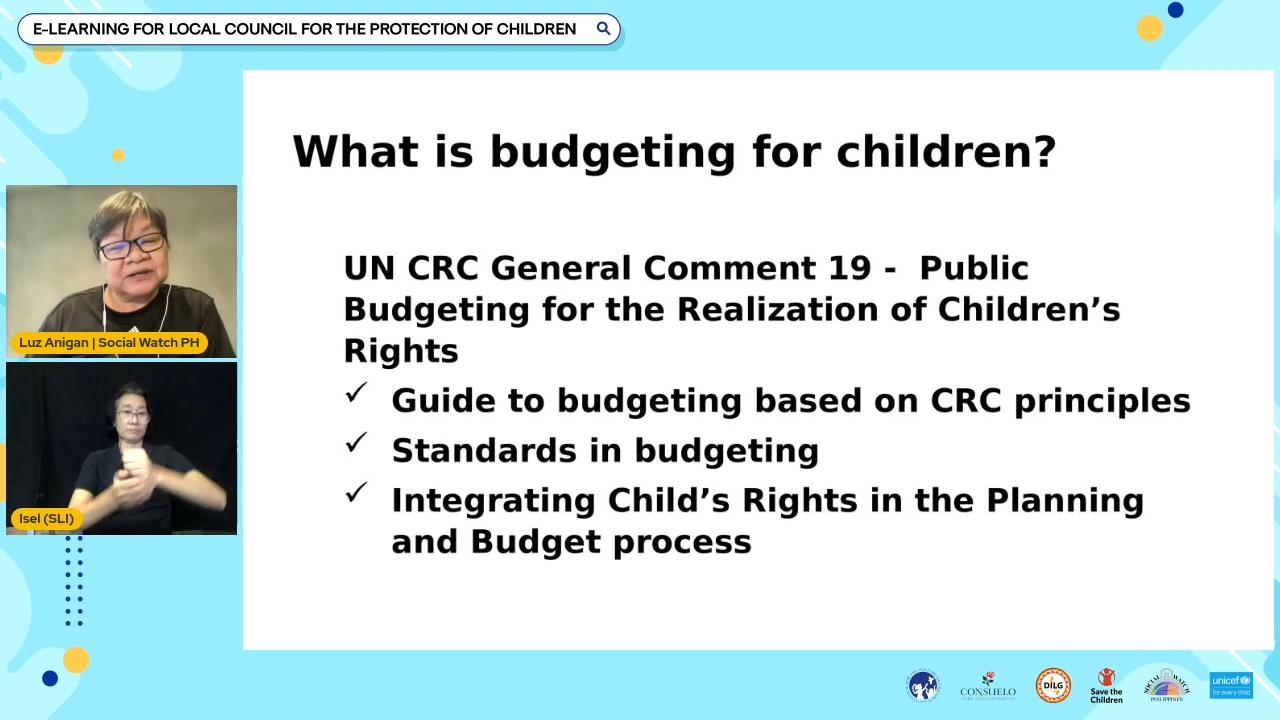 E-LEARNING FOR LOCAL COUNCIL FOR THE PROTECTION OF CHILDREN
What is budgeting for children?
UN CRC General Comment 19 - Public
Budgeting for the Realization of Children’s
Rights
✓ Guide to budgeting based on CRC principles
✓ Standards in budgeting
✓ Integrating Child’s Rights in the Planning
and Budget process
Luz Anigan | Social Watch PH
Isel (SLI)
CONSUELO
DILG
Save the
Children
SOCIAL WATCH
PHILIPPINES
unicef
for every child